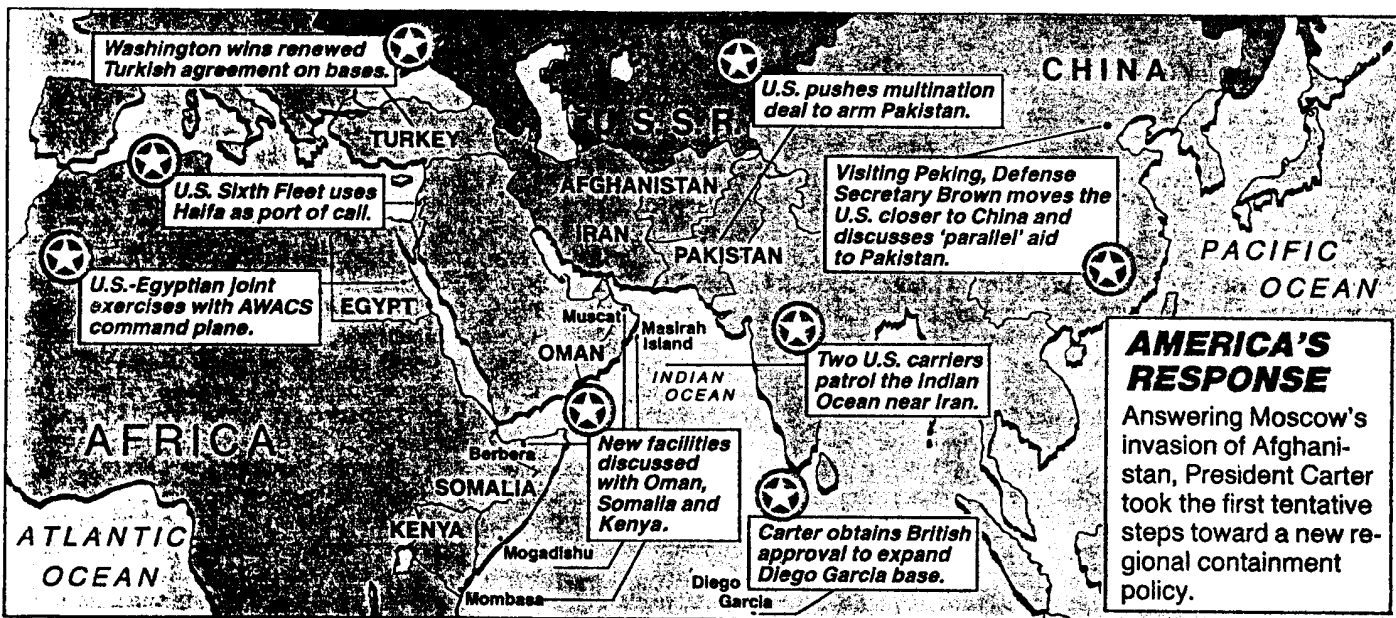 Washington wins renewed
Turkish agreement on bases.
U.S. pushes multination
deal to arm Pakistan.
CHINA
U.S.S.R.
TURKEY
U.S. Sixth Fleet uses
Haifa as port of call.
AFGHANISTAN
IRAN
PAKISTAN
Visiting Peking, Defense
Secretary Brown moves the
U.S. closer to China and
discusses 'parallel' aid
to Pakistan.
PACIFIC
OCEAN
U.S.-Egyptian joint
exercises with AWACS
command plane.
EGYPT
Muscat
Masirah
Island
OMAN
INDIAN
OCEAN
Two U.S. carriers
patrol the Indian
Ocean near Iran.
AFRICA
Berbera
SOMALIA
KENYA
New facilities
discussed
with Oman,
Somalia and
Kenya.
Mogadishu
Mombasa
Carter obtains British
approval to expand
Diego Garcia base.
Diego
Garcia
ATLANTIC
OCEAN
AMERICA'S
RESPONSE
Answering Moscow's
invasion of Afghani-
stan, President Carter
took the first tentative
steps toward a new re-
gional containment
policy.